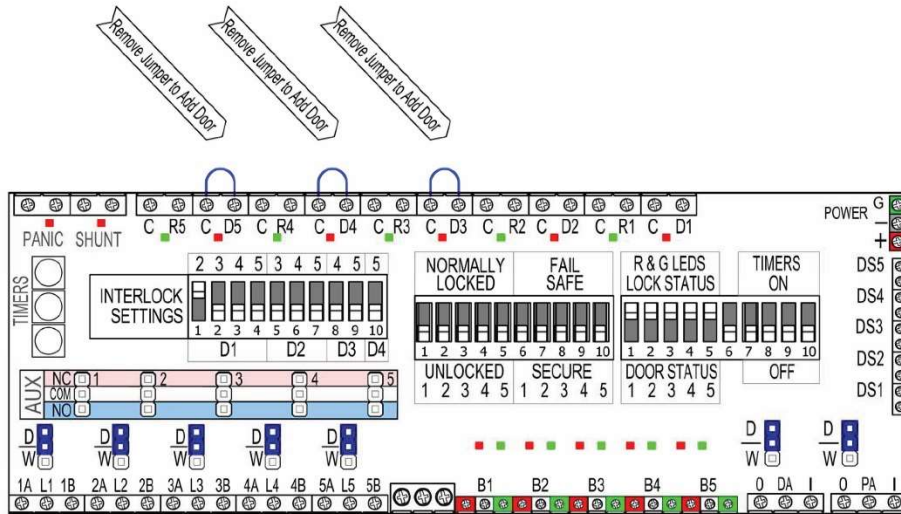 Remove Jumper to Add Door
Remove Jumper to Add Door
Remove Jumper to Add Door
C R5 C D5 C R4 C D4 C R3 C D3 C R2 C D2 C R1 C D1
POWER G
−
+
PANIC SHUNT
TIMERS
INTERLOCK
SETTINGS
2 3 4 5 3 4 5 4 5 5
1 2 3 4 5 6 7 8 9 10
D1 D2 D3 D4
NORMALLY
LOCKED
FAIL
SAFE
1 2 3 4 5 6 7 8 9 10
UNLOCKED SECURE
1 2 3 4 5 1 2 3 4 5
R & G LEDS
LOCK STATUS
TIMERS
ON
1 2 3 4 5 6 7 8 9 10
DOOR STATUS
1 2 3 4 5
OFF
DS5
DS4
DS3
DS2
DS1
AUX
NC 1 2 3 4 5
COM
NO
D
W
D
W
D
W
D
W
D
W
D
W
D
W
1A L1 1B 2A L2 2B 3A L3 3B 4A L4 4B 5A L5 5B
B1 B2 B3 B4 B5
O DA I O PA I